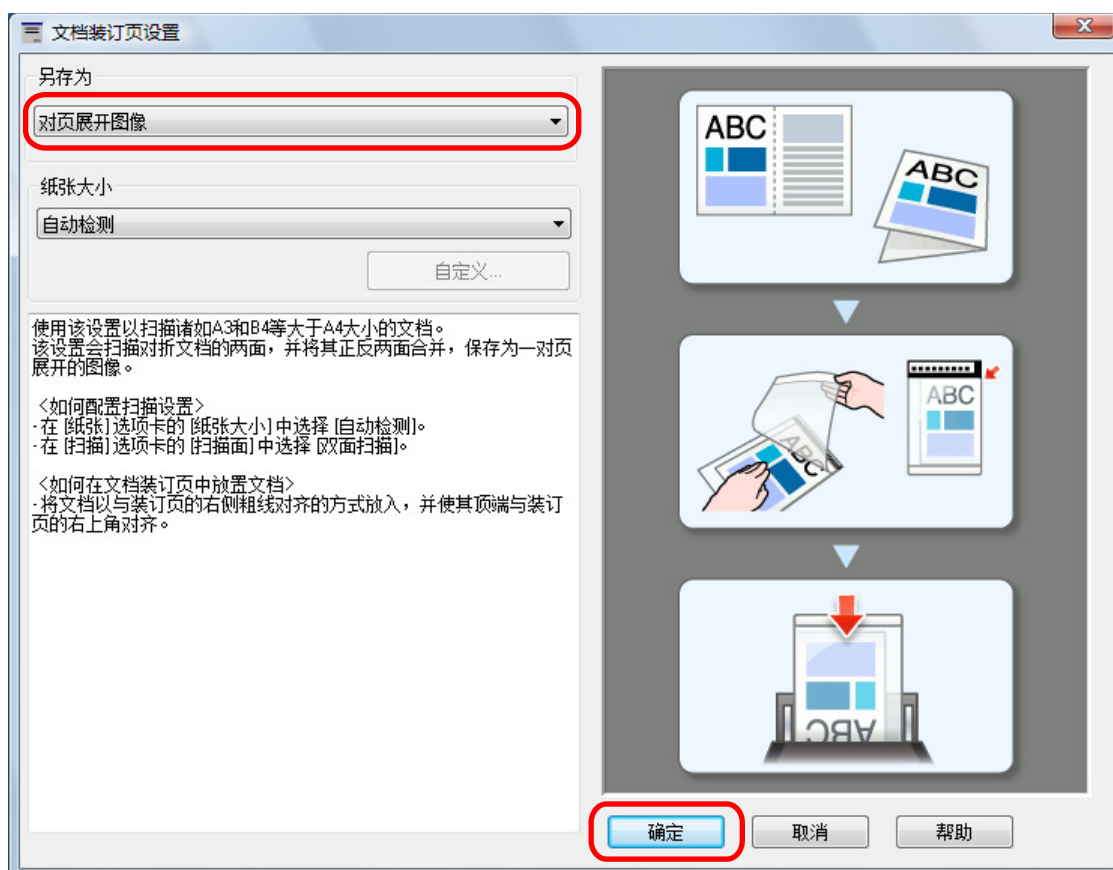 文档装订页设置
另存为
对页展开图像
纸张大小
自动检测
自定义...
使用该设置以扫描诸如A3和B4等大于A4大小的文档。
该设置会扫描对折文档的两面，并将其正反两面合并，保存为一对页
展开的图像。
〈如何配置扫描设置〉
·在 [纸张] 选项卡的 [纸张大小] 中选择 [自动检测]。
·在 [扫描] 选项卡的 [扫描面] 中选择 [双面扫描]。
〈如何在文档装订页中放置文档〉
·将文档以与装订页的右侧粗线对齐的方式放入，并使其顶端与装订
页的右上角对齐。
ABC
ABC
ABC
ABC
ABC
确定
取消
帮助